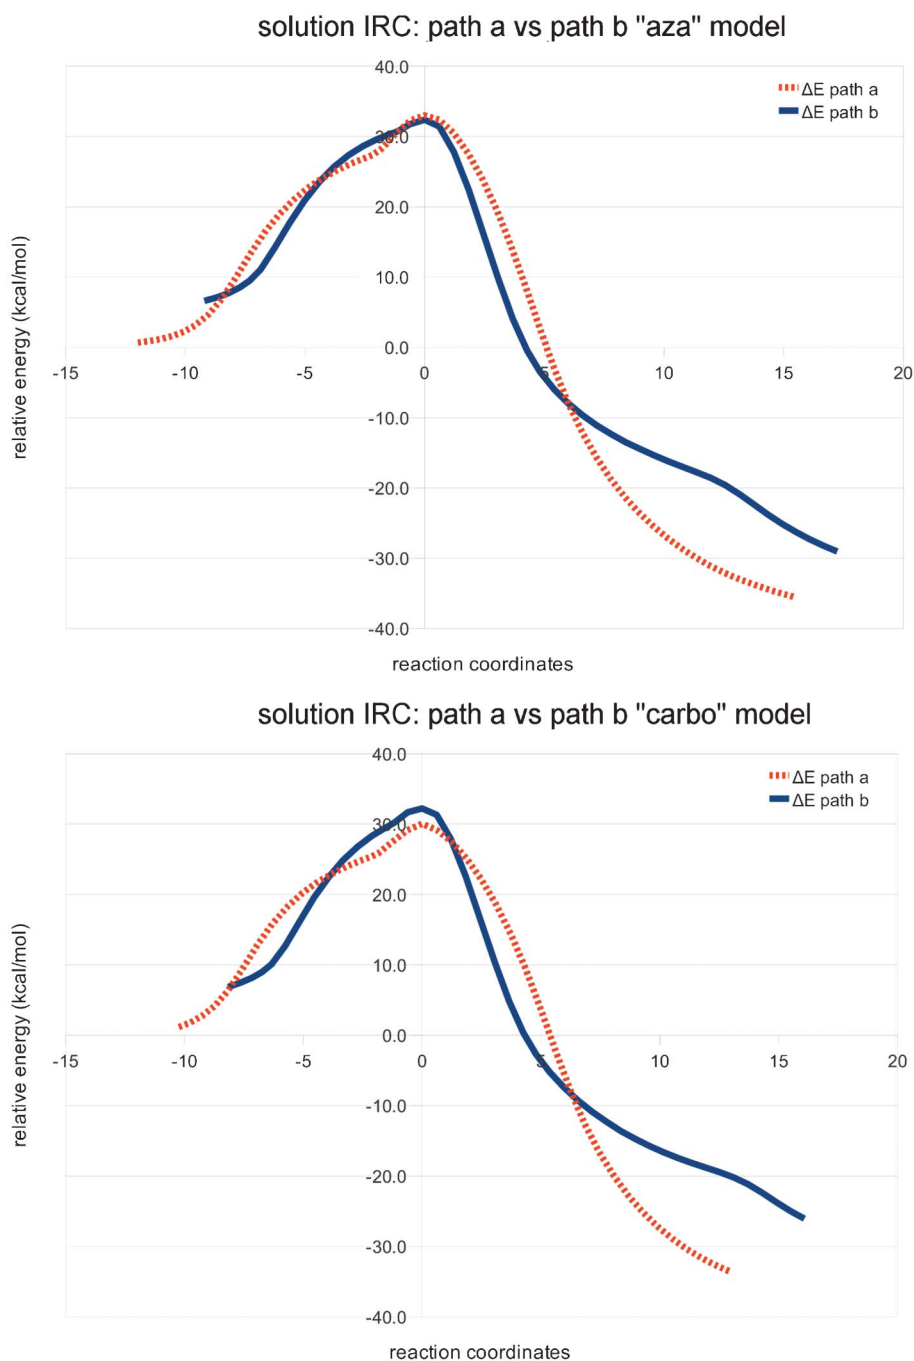 solution IRC: path a vs path b "aza" model
40.0
ΔE path a
ΔE path b
30.0
20.0
10.0
0.0
-15 -10 -5 0 5 10 15 20
-10.0
-20.0
-30.0
-40.0
relative energy (kcal/mol)
reaction coordinates
solution IRC: path a vs path b "carbo" model
40.0
ΔE path a
ΔE path b
30.0
20.0
10.0
0.0
-15 -10 -5 0 5 10 15 20
-10.0
-20.0
-30.0
-40.0
relative energy (kcal/mol)
reaction coordinates